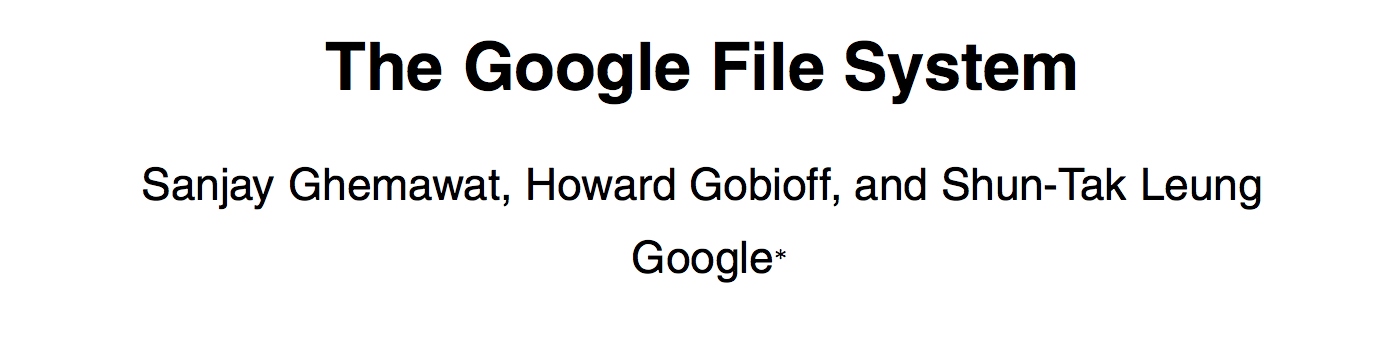 The Google File System
Sanjay Ghemawat, Howard Gobioff, and Shun-Tak Leung
Google*